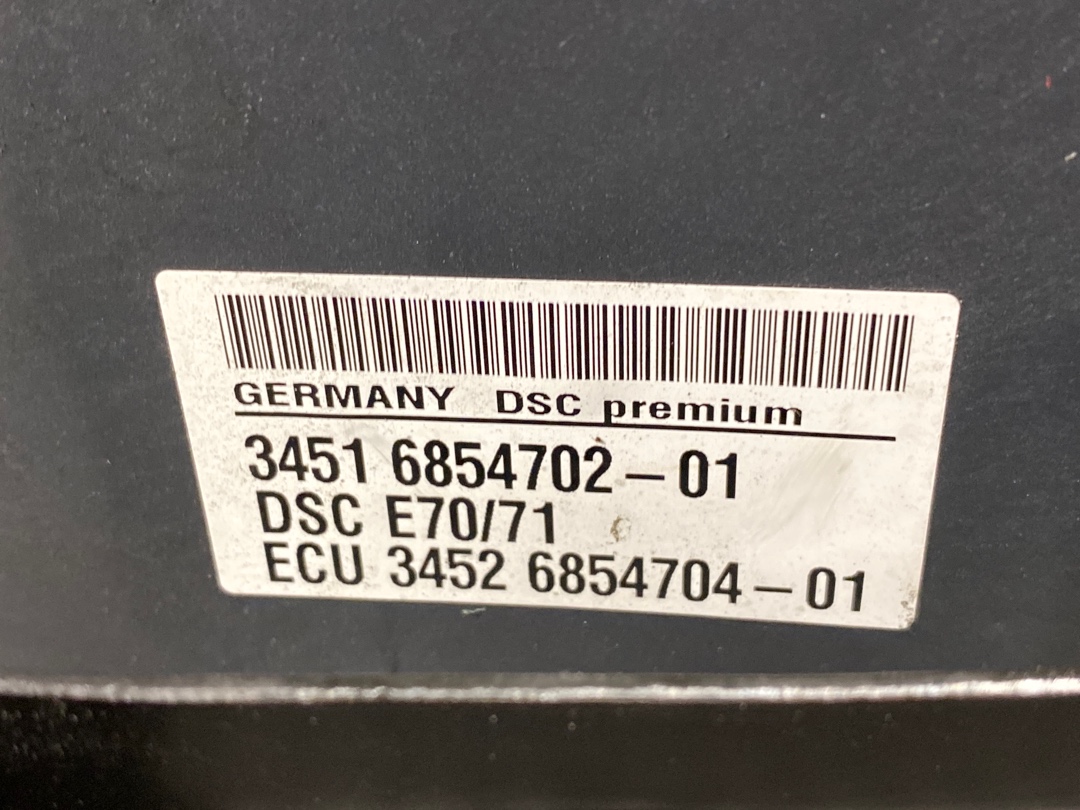 GERMANY DSC premium
3451 6854702-01
DSC E70/71
ECU 3452 6854704-01